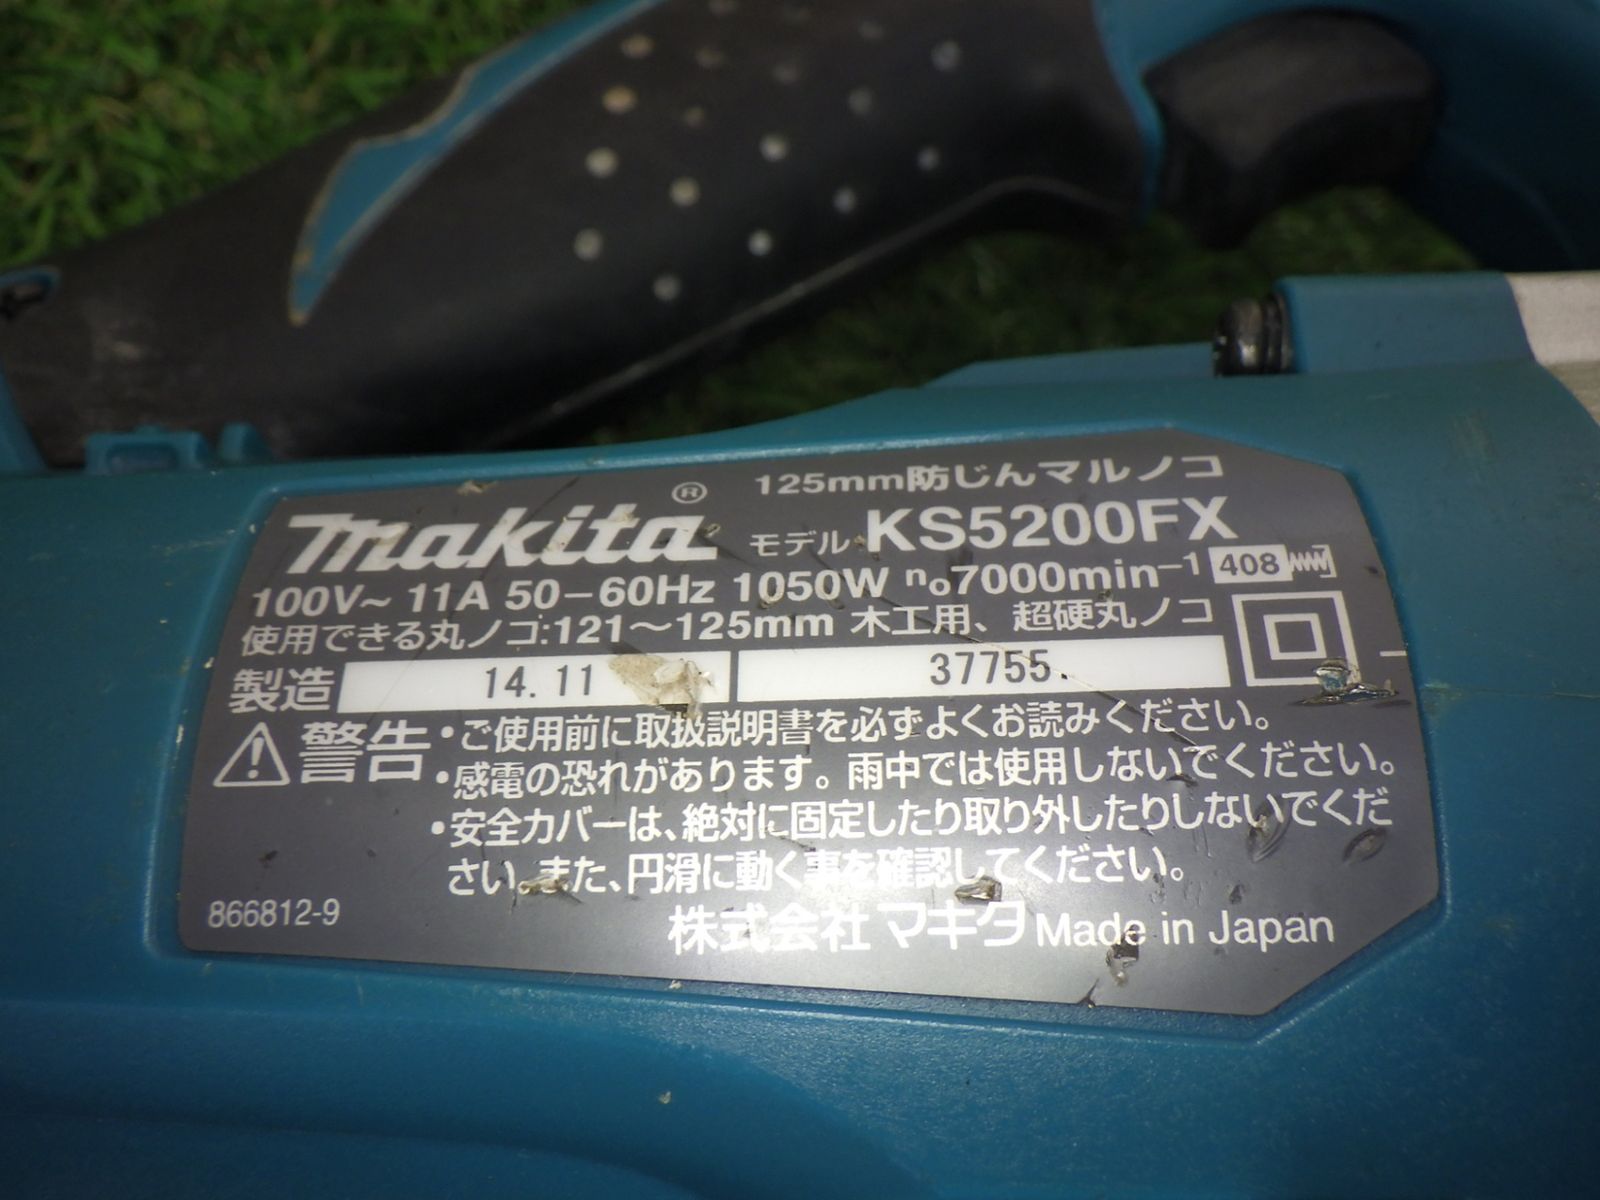 125mm防じんマルノコ
makita® モデル KS5200FX
100V~ 11A 50-60Hz 1050W n₀7000min⁻¹ 408
使用できる丸ノコ:121～125mm 木工用、超硬丸ノコ
製造 14.11 37755
⚠警告 •ご使用前に取扱説明書を必ずよくお読みください。
•感電の恐れがあります。雨中では使用しないでください。
•安全カバーは、絶対に固定したり取り外したりしないでくだ
さい。また、円滑に動く事を確認してください。
866812-9
株式会社マキタ Made in Japan